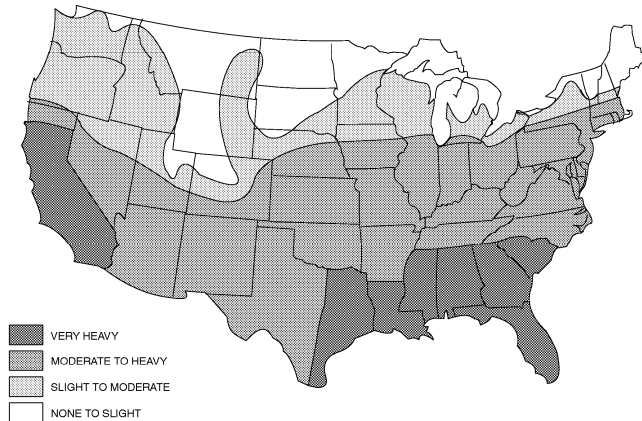 VERY HEAVY
MODERATE TO HEAVY
SLIGHT TO MODERATE
NONE TO SLIGHT